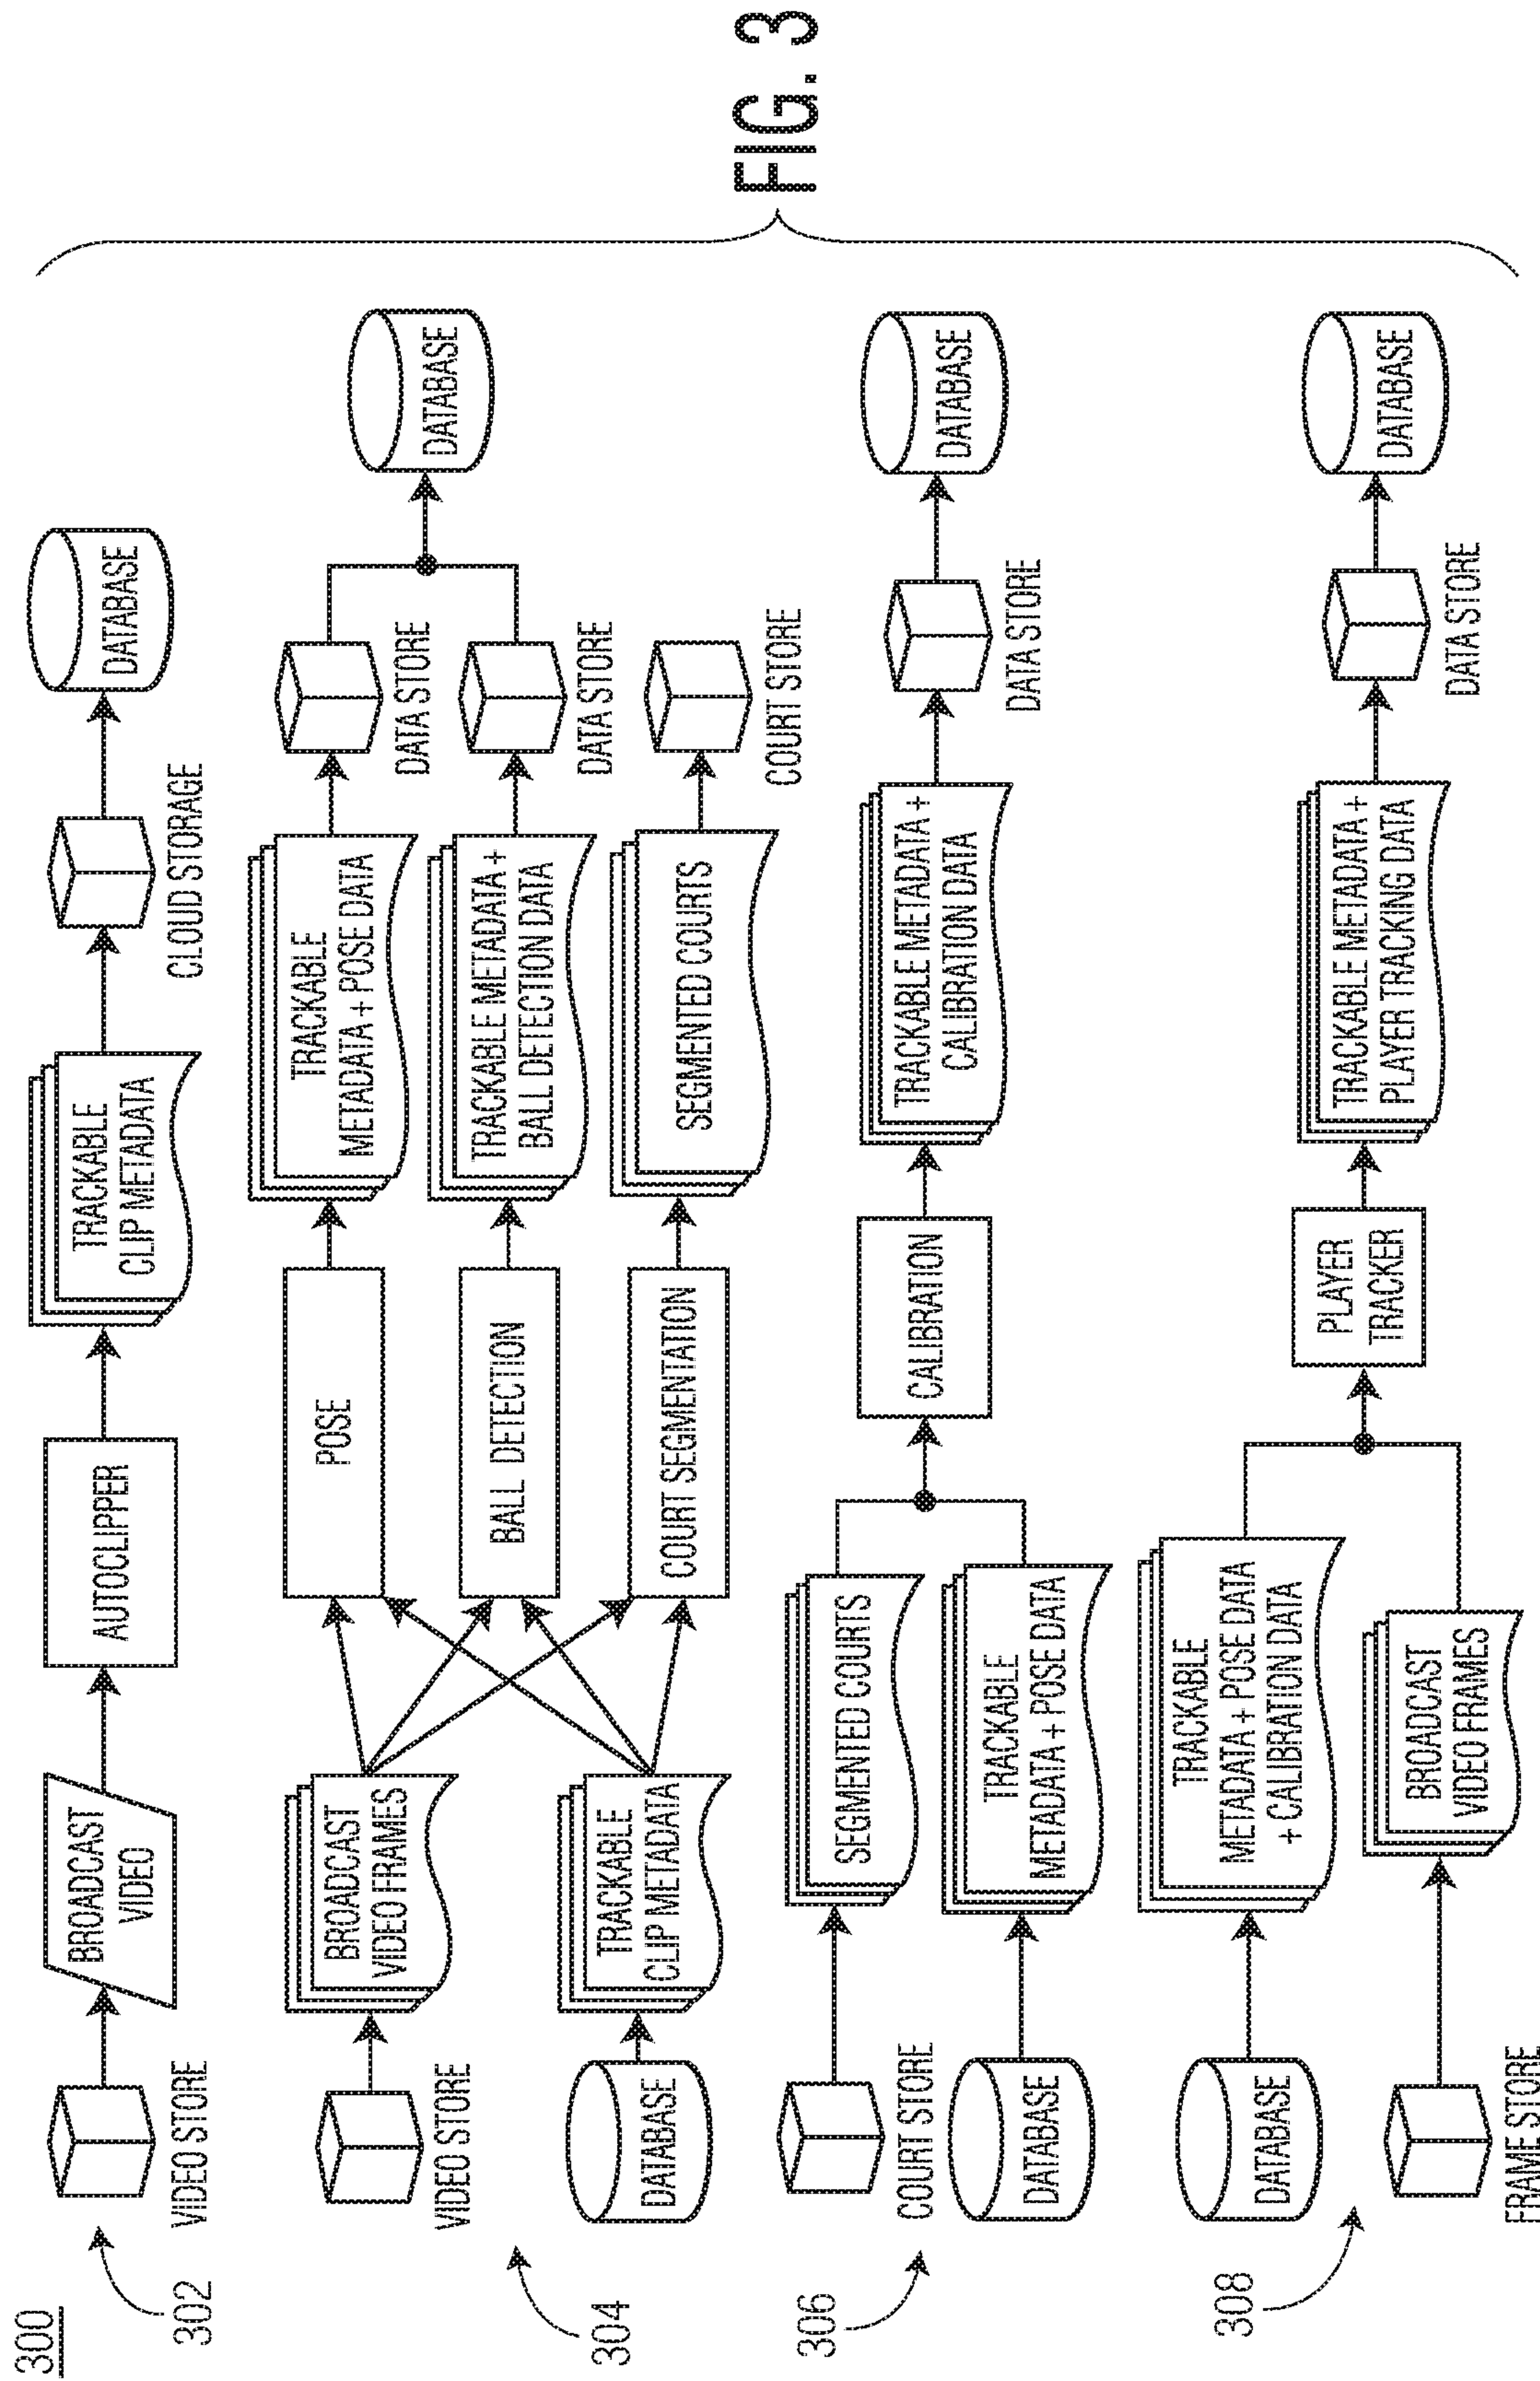 300
302
VIDEO STORE
BROADCAST
VIDEO
AUTOCLIPPER
TRACKABLE
CLIP METADATA
CLOUD STORAGE
DATABASE
304
VIDEO STORE
BROADCAST
VIDEO FRAMES
DATABASE
TRACKABLE
CLIP METADATA
POSE
BALL DETECTION
COURT SEGMENTATION
TRACKABLE
METADATA + POSE DATA
TRACKABLE METADATA +
BALL DETECTION DATA
SEGMENTED COURTS
DATA STORE
DATA STORE
COURT STORE
DATABASE
306
COURT STORE
SEGMENTED COURTS
DATABASE
TRACKABLE
METADATA + POSE DATA
CALIBRATION
TRACKABLE METADATA +
CALIBRATION DATA
DATA STORE
DATABASE
308
DATABASE
TRACKABLE
METADATA + POSE DATA
+ CALIBRATION DATA
FRAME STORE
BROADCAST
VIDEO FRAMES
PLAYER
TRACKER
TRACKABLE METADATA +
PLAYER TRACKING DATA
DATA STORE
DATABASE
FIG. 3